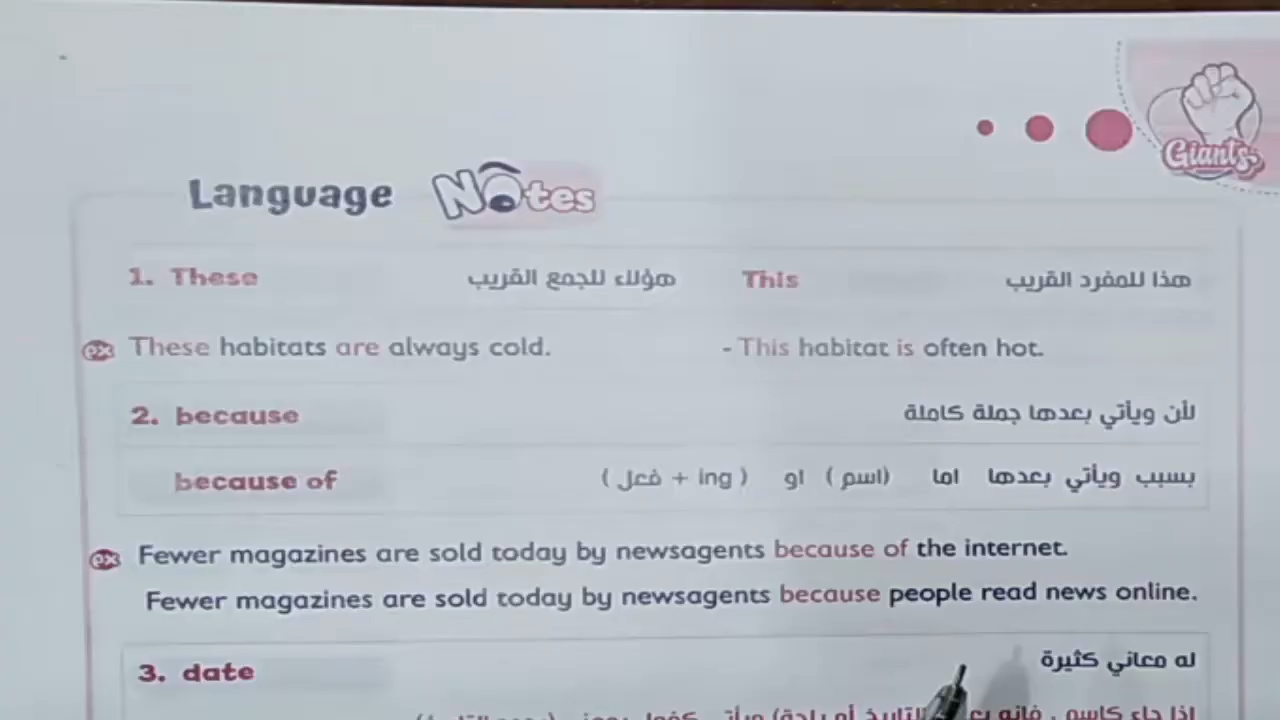 Giants
Language Notes
1. These هؤلاء للجمع القريب This هذا للمفرد القريب
ex These habitats are always cold. - This habitat is often hot.
2. because لأن ويأتي بعدها جملة كاملة
because of بسبب ويأتي بعدها اما (اسم) او (فعل + ing)
ex Fewer magazines are sold today by newsagents because of the internet.
Fewer magazines are sold today by newsagents because people read news online.
3. date له معاني كثيرة